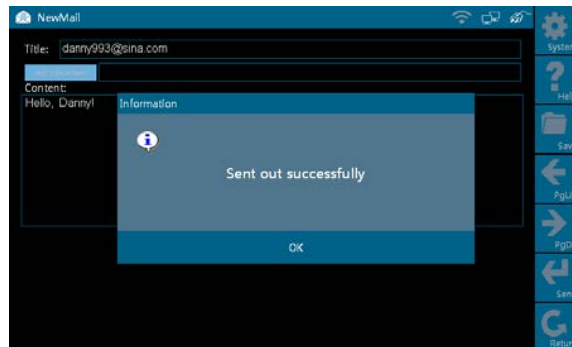 NewMail
Title: danny993@sina.com
Content:
Hello, Danny!
Information
Sent out successfully
OK
Syster
Hel
Sav
PgU
PgD
Sen
Retur